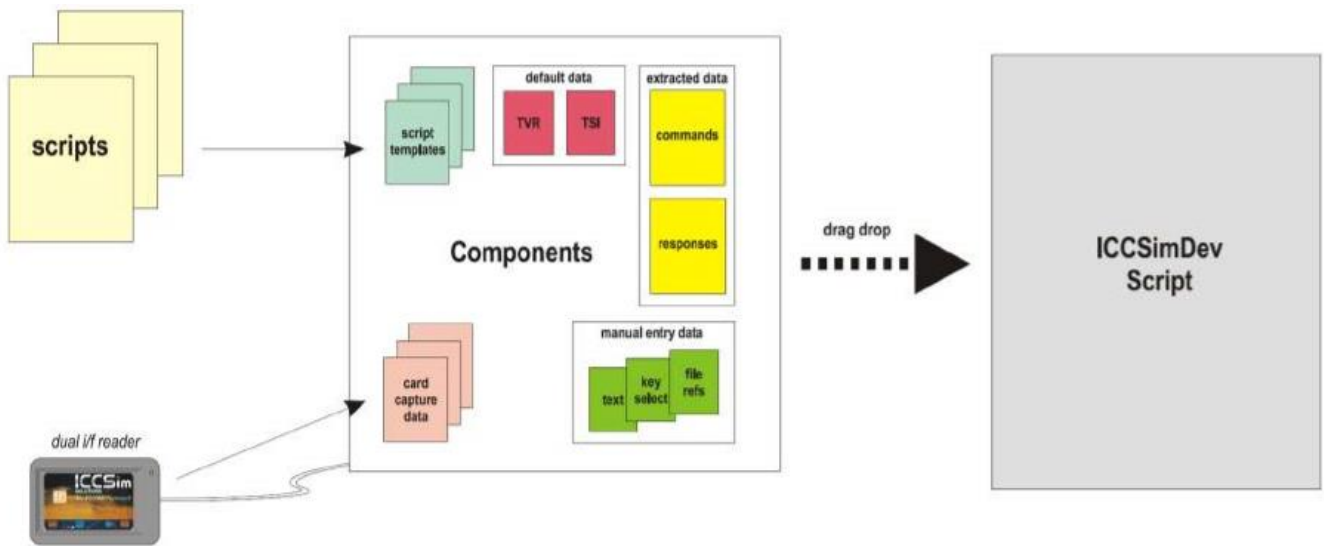 scripts
script
templates
default data
TVR
TSI
extracted data
commands
responses
Components
drag drop
ICCSimDev
Script
manual entry data
text
key
select
file
refs
card
capture
data
dual i/f reader
ICCSim